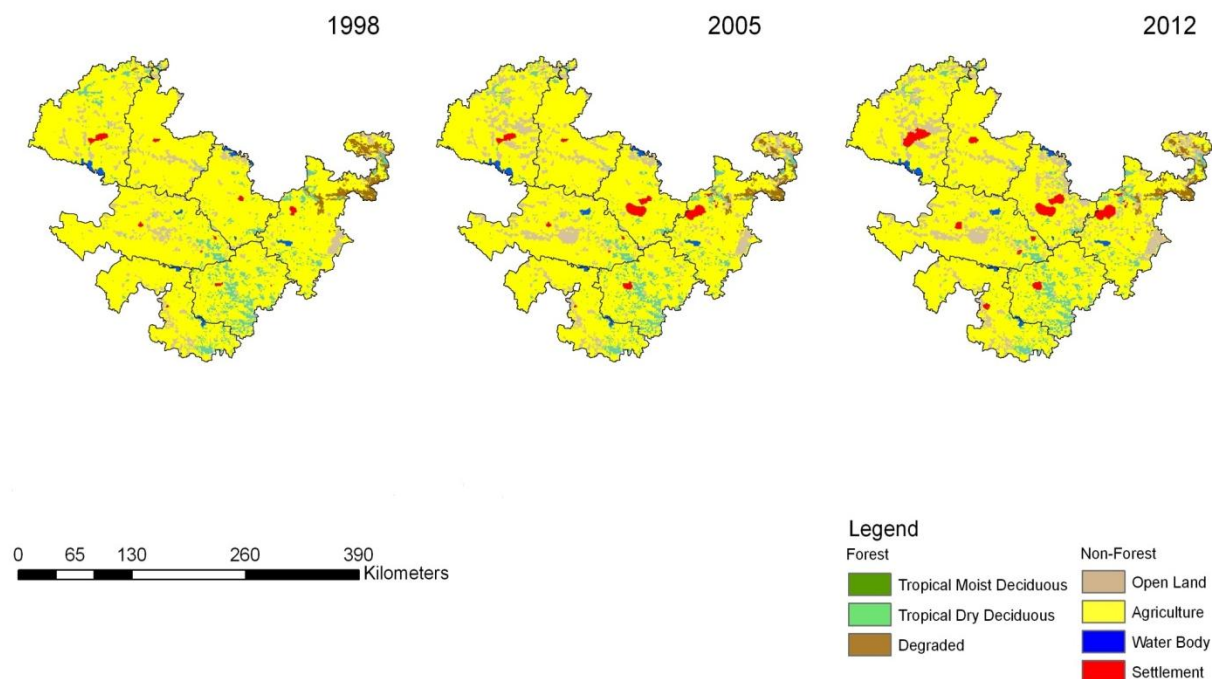 1998 2005 2012
0 65 130 260 390
Kilometers
Legend
Forest Non-Forest
Tropical Moist Deciduous Open Land
Tropical Dry Deciduous Agriculture
Degraded Water Body
Settlement